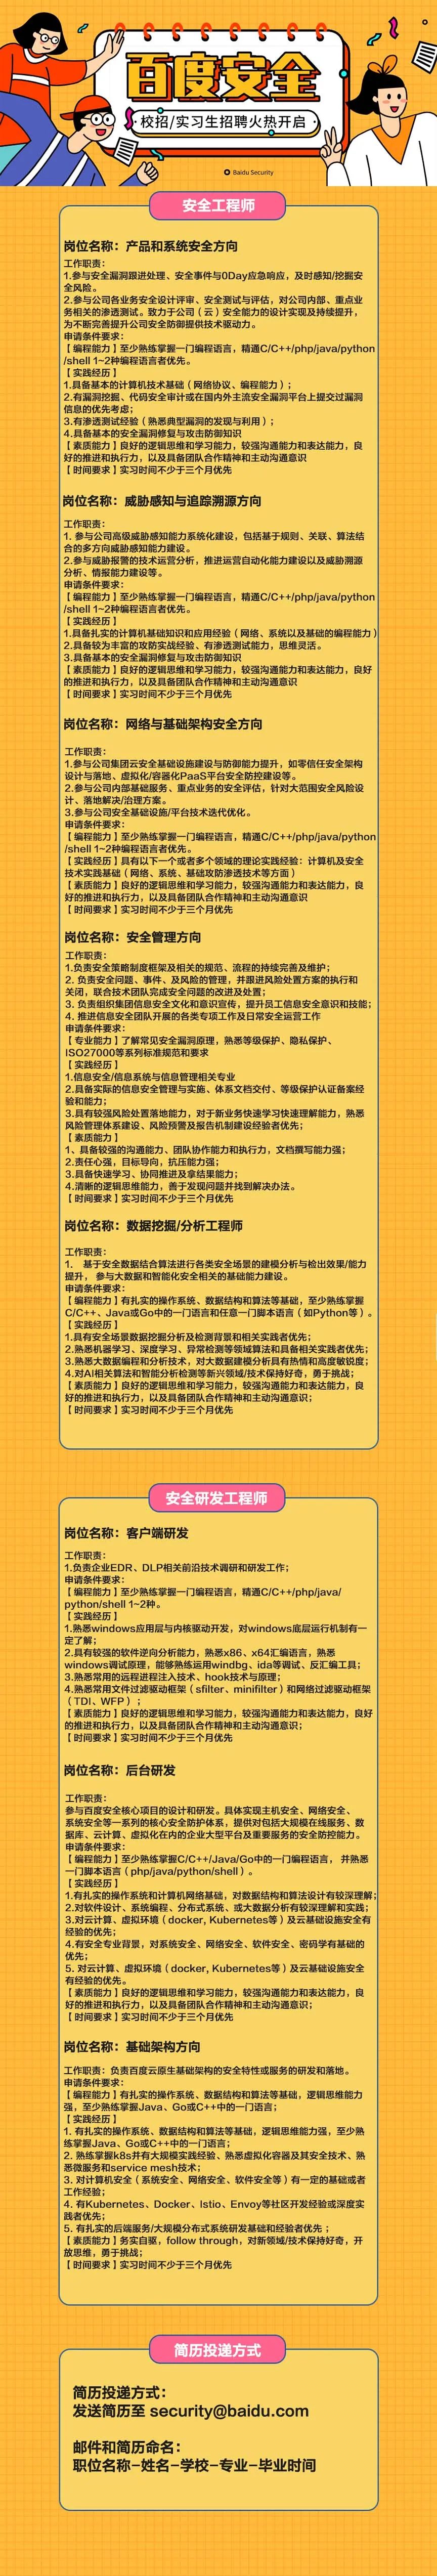 百度安全
校招/实习生招聘火热开启
Baidu Security
安全工程师
岗位名称：产品和系统安全方向
工作职责：
1.参与安全漏洞跟进处理、安全事件与0Day应急响应，及时感知/挖掘安
全风险。
2.参与公司各业务安全设计评审、安全测试与评估，对公司内部、重点业
务相关的渗透测试。致力于公司（云）安全能力的设计实现及持续提升，
为不断完善提升公司安全防御提供技术驱动力。
申请条件要求：
【编程能力】至少熟练掌握一门编程语言，精通C/C++/php/java/python
/shell 1~2种编程语言者优先。
【实践经历】
1.具备基本的计算机技术基础（网络协议、编程能力）；
2.有漏洞挖掘、代码安全审计或在国内外主流安全漏洞平台上提交过漏洞
信息的优先考虑；
3.有渗透测试经验（熟悉典型漏洞的发现与利用）；
4.具备基本的安全漏洞修复与攻击防御知识
【素质能力】良好的逻辑思维和学习能力，较强沟通能力和表达能力，良
好的推进和执行力，以及具备团队合作精神和主动沟通意识
【时间要求】实习时间不少于三个月优先
岗位名称：威胁感知与追踪溯源方向
工作职责：
1. 参与公司高级威胁感知能力系统化建设，包括基于规则、关联、算法结
合的多方向威胁感知能力建设。
2.参与威胁报警的技术运营分析，推进运营自动化能力建设以及威胁溯源
分析、情报能力建设等。
申请条件要求：
【编程能力】至少熟练掌握一门编程语言，精通C/C++/php/java/python
/shell 1~2种编程语言者优先。
【实践经历】
1.具备扎实的计算机基础知识和应用经验（网络、系统以及基础的编程能力）
2.具备较为丰富的攻防实战经验、有渗透测试能力，思维灵活。
3.具备基本的安全漏洞修复与攻击防御知识
【素质能力】良好的逻辑思维和学习能力，较强沟通能力和表达能力，良好
的推进和执行力，以及具备团队合作精神和主动沟通意识
【时间要求】实习时间不少于三个月优先
岗位名称：网络与基础架构安全方向
工作职责：
1.参与公司集团云安全基础设施建设与防御能力提升，如零信任安全架构
设计与落地、虚拟化/容器化PaaS平台安全防控建设等。
2.参与公司内部基础服务、重点业务的安全评估，针对大范围安全风险设
计、落地解决/治理方案。
3.参与公司安全基础设施/平台技术迭代优化。
申请条件要求：
【编程能力】至少熟练掌握一门编程语言，精通C/C++/php/java/python
/shell 1~2种编程语言者优先。
【实践经历】具有以下一个或者多个领域的理论实践经验：计算机及安全
技术实践基础（网络、系统、基础攻防渗透技术等方面）
【素质能力】良好的逻辑思维和学习能力，较强沟通能力和表达能力，良
好的推进和执行力，以及具备团队合作精神和主动沟通意识
【时间要求】实习时间不少于三个月优先
岗位名称：安全管理方向
工作职责：
1.负责安全策略制度框架及相关的规范、流程的持续完善及维护；
2. 负责安全问题、事件、及风险的管理，并跟进风险处置方案的执行和
关闭，联合技术团队完成安全问题的改进及处置；
3. 负责组织集团信息安全文化和意识宣传，提升员工信息安全意识和技能；
4. 推进信息安全团队开展的各类专项工作及日常安全运营工作
申请条件要求：
【专业能力】了解常见安全漏洞原理，熟悉等级保护、隐私保护、
ISO27000等系列标准规范和要求
【实践经历】
1.信息安全/信息系统与信息管理相关专业
2.具备实际的信息安全管理与实施、体系文档交付、等级保护认证备案经
验和能力；
3.具有较强风险处置落地能力，对于新业务快速学习快速理解能力，熟悉
风险管理体系建设、风险预警及报告机制建设经验者优先；
【素质能力】
1、具备较强的沟通能力、团队协作能力和执行力，文档撰写能力强；
2.责任心强，目标导向，抗压能力强；
3.具备快速学习、协同推进及拿结果能力；
4.清晰的逻辑思维能力，善于发现问题并找到解决办法。
【时间要求】实习时间不少于三个月优先
岗位名称：数据挖掘/分析工程师
工作职责：
1. 基于安全数据结合算法进行各类安全场景的建模分析与检出效果/能力
提升， 参与大数据和智能化安全相关的基础能力建设。
申请条件要求：
【编程能力】有扎实的操作系统、数据结构和算法等基础，至少熟练掌握
C/C++、Java或Go中的一门语言和任意一门脚本语言（如Python等）。
【实践经历】
1.具有安全场景数据挖掘分析及检测背景和相关实践者优先；
2.熟悉机器学习、深度学习、异常检测等领域算法和具备相关实践者优先；
3.熟悉大数据编程和分析技术，对大数据建模分析具有热情和高度敏锐度；
4.对AI相关算法和智能分析检测等新兴领域/技术保持好奇，勇于挑战；
【素质能力】良好的逻辑思维和学习能力，较强沟通能力和表达能力，良
好的推进和执行力，以及具备团队合作精神和主动沟通意识；
【时间要求】实习时间不少于三个月优先
安全研发工程师
岗位名称：客户端研发
工作职责：
1.负责企业EDR、DLP相关前沿技术调研和研发工作；
申请条件要求：
【编程能力】至少熟练掌握一门编程语言，精通C/C++/php/java/
python/shell 1~2种。
【实践经历】
1.熟悉windows应用层与内核驱动开发，对windows底层运行机制有一
定了解；
2.具有较强的软件逆向分析能力，熟悉x86、x64汇编语言，熟悉
windows调试原理，能够熟练运用windbg、ida等调试、反汇编工具；
3.熟悉常用的远程进程注入技术、hook技术与原理；
4.熟悉常用文件过滤驱动框架（sfilter、minifilter）和网络过滤驱动框架
（TDI、WFP）；
【素质能力】良好的逻辑思维和学习能力，较强沟通能力和表达能力，良好
的推进和执行力，以及具备团队合作精神和主动沟通意识；
【时间要求】实习时间不少于三个月优先
岗位名称：后台研发
工作职责：
参与百度安全核心项目的设计和研发。具体实现主机安全、网络安全、
系统安全等一系列的核心安全防护体系，提供对包括大规模在线服务、数
据库、云计算、虚拟化在内的企业大型平台及重要服务的安全防控能力。
申请条件要求：
【编程能力】至少熟练掌握C/C++/Java/Go中的一门编程语言， 并熟悉
一门脚本语言（php/java/python/shell）。
【实践经历】
1.有扎实的操作系统和计算机网络基础，对数据结构和算法设计有较深理解；
2.对软件设计、系统编程、分布式系统、或大数据分析有较深理解和实践；
3.对云计算、虚拟环境（docker, Kubernetes等）及云基础设施安全有
经验的优先；
4.有安全专业背景，对系统安全、网络安全、软件安全、密码学有基础的
优先；
5. 对云计算、虚拟环境（docker, Kubernetes等）及云基础设施安全
有经验的优先。
【素质能力】良好的逻辑思维和学习能力，较强沟通能力和表达能力，良
好的推进和执行力，以及具备团队合作精神和主动沟通意识；
【时间要求】实习时间不少于三个月优先
岗位名称：基础架构方向
工作职责：负责百度云原生基础架构的安全特性或服务的研发和落地。
申请条件要求：
【编程能力】有扎实的操作系统、数据结构和算法等基础，逻辑思维能力
强，至少熟练掌握Java、Go或C++中的一门语言；
【实践经历】
1. 有扎实的操作系统、数据结构和算法等基础，逻辑思维能力强，至少熟
练掌握Java、Go或C++中的一门语言；
2. 熟练掌握k8s并有大规模实践经验、熟悉虚拟化容器及其安全技术、熟
悉微服务和service mesh技术；
3. 对计算机安全（系统安全、网络安全、软件安全等）有一定的基础或者
工作经验；
4. 有Kubernetes、Docker、Istio、Envoy等社区开发经验或深度实
践者优先；
5. 有扎实的后端服务/大规模分布式系统研发基础和经验者优先；
【素质能力】务实自驱，follow through，对新领域/技术保持好奇，开
放思维，勇于挑战；
【时间要求】实习时间不少于三个月优先
简历投递方式
简历投递方式：
发送简历至 security@baidu.com
邮件和简历命名：
职位名称-姓名-学校-专业-毕业时间